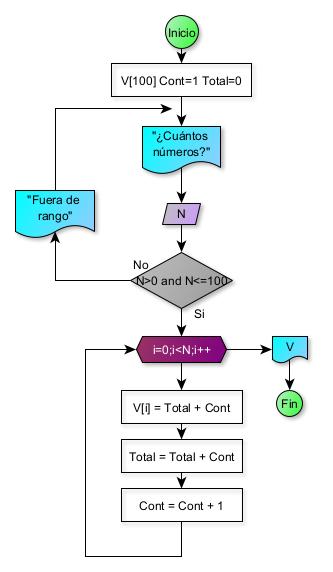 Inicio
V[100] Cont=1 Total=0
"¿Cuántos
números?"
"Fuera de
rango"
N
No
N>0 and N<=100
Si
i=0;i<N;i++
V
V[i] = Total + Cont
Fin
Total = Total + Cont
Cont = Cont + 1